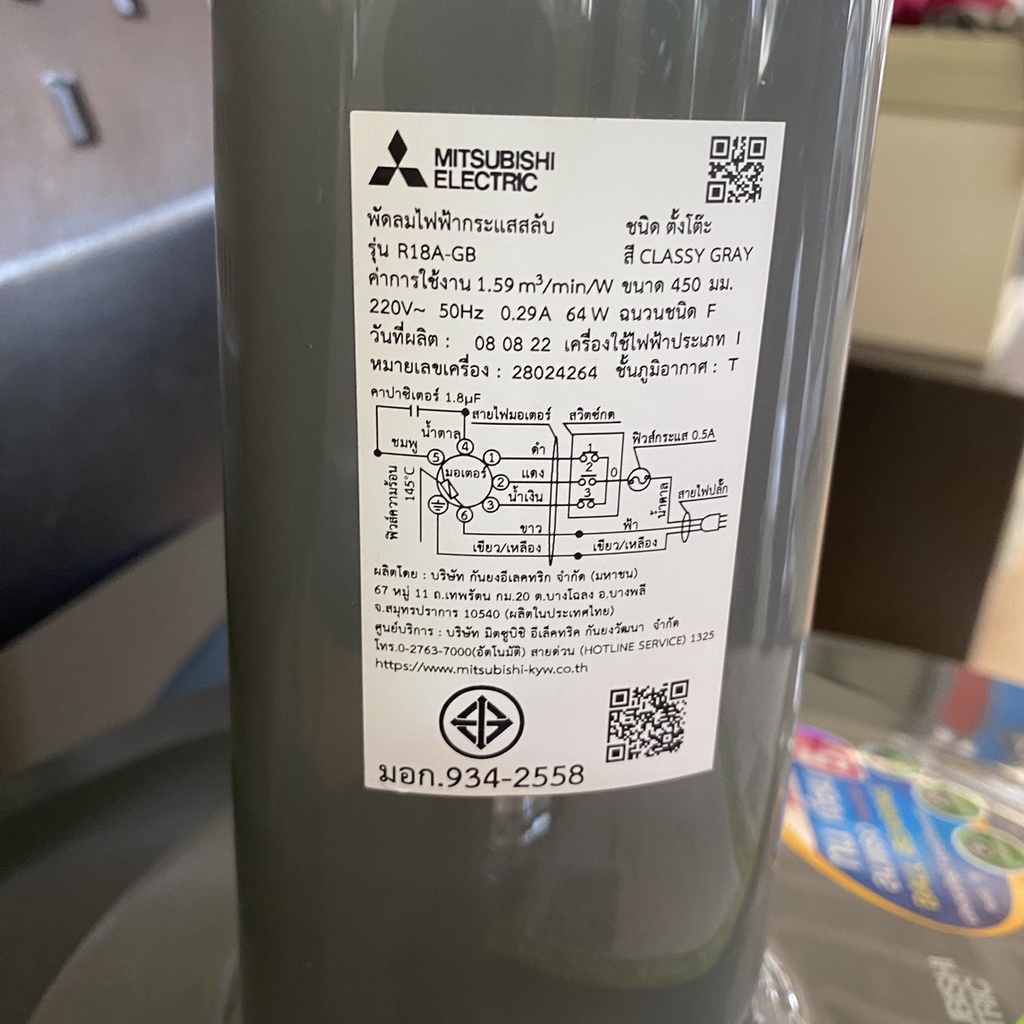 MITSUBISHI
ELECTRIC
พัดลมไฟฟ้ากระแสสลับ ชนิด ตั้งโต๊ะ
รุ่น R18A-GB สี CLASSY GRAY
ค่าการใช้งาน 1.59 m³/min/W ขนาด 450 มม.
220V~ 50Hz 0.29A 64 W ฉนวนชนิด F
วันที่ผลิต : 08 08 22 เครื่องใช้ไฟฟ้าประเภท I
หมายเลขเครื่อง : 28024264 ชั้นภูมิอากาศ : T
คาปาซิเตอร์ 1.8µF
สายไฟมอเตอร์ สวิตซ์กด
น้ำตาล ฟิวส์กระแส 0.5A
ชมพู 5 4 1 ดำ 1
มอเตอร์ 2 แดง 2 0
ฟิวส์ความร้อน 145°C
3 น้ำเงิน 3 น้ำตาล สายไฟปลั๊ก
6 ขาว ฟ้า
เขียว/เหลือง เขียว/เหลือง
ผลิตโดย : บริษัท กันยงอีเลคทริก จำกัด (มหาชน)
67 หมู่ 11 ถ.เทพรัตน กม.20 ต.บางโฉลง อ.บางพลี
จ.สมุทรปราการ 10540 (ผลิตในประเทศไทย)
ศูนย์บริการ : บริษัท มิตซูบิชิ อีเล็คทริค กันยงวัฒนา จำกัด
โทร.0-2763-7000(อัตโนมัติ) สายด่วน (HOTLINE SERVICE) 1325
https://www.mitsubishi-kyw.co.th
มอก.934-2558